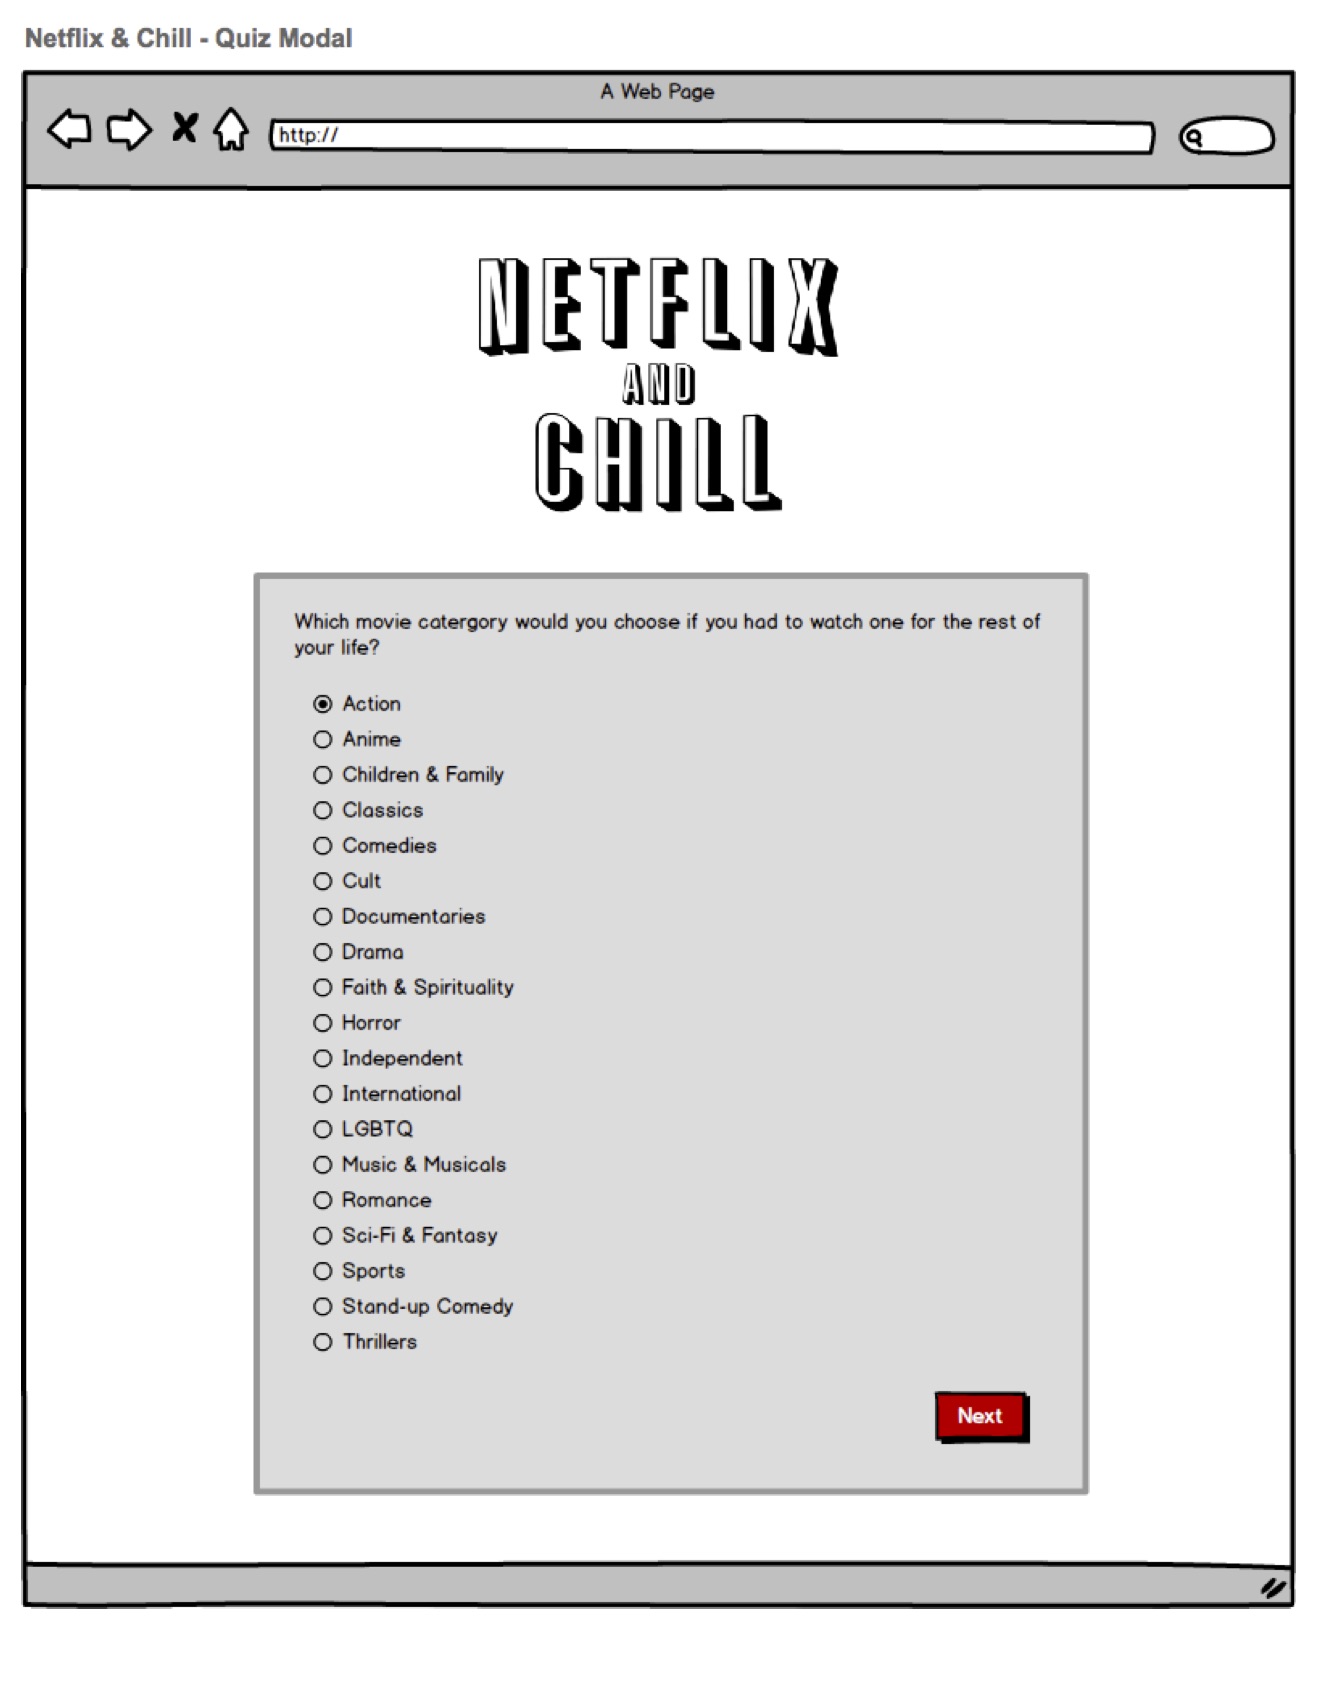 Netflix & Chill - Quiz Modal
A Web Page
http://
NETFLIX
AND
CHILL
Which movie catergory would you choose if you had to watch one for the rest of
your life?
Action
Anime
Children & Family
Classics
Comedies
Cult
Documentaries
Drama
Faith & Spirituality
Horror
Independent
International
LGBTQ
Music & Musicals
Romance
Sci-Fi & Fantasy
Sports
Stand-up Comedy
Thrillers
Next